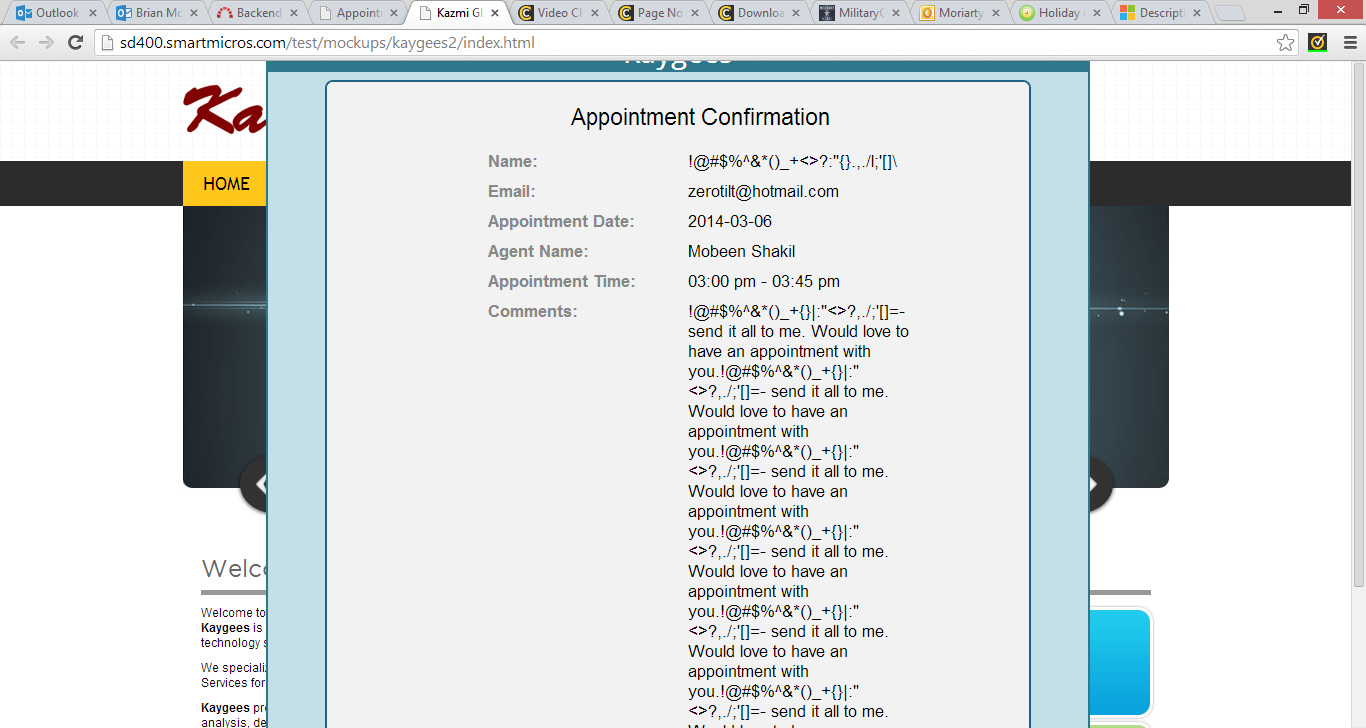 Outlook
Brian Mc
Backend
Appoint
Kazmi Gl
Video Cl
Page No
Downloa
MilitaryC
Moriarty
Holiday
Descript
sd400.smartmicros.com/test/mockups/kaygees2/index.html
Kaygees
Ka
HOME
Appointment Confirmation
Name: !@#$%^&*()_+<>?:"{}.,./l;'[]\
Email: zerotilt@hotmail.com
Appointment Date: 2014-03-06
Agent Name: Mobeen Shakil
Appointment Time: 03:00 pm - 03:45 pm
Comments: !@#$%^&*()_+{}|:"<>?,./;'[]=-
send it all to me. Would love to
have an appointment with
you.!@#$%^&*()_+{}|:"
<>?,./;'[]=- send it all to me.
Would love to have an
appointment with
you.!@#$%^&*()_+{}|:"
<>?,./;'[]=- send it all to me.
Would love to have an
appointment with
you.!@#$%^&*()_+{}|:"
<>?,./;'[]=- send it all to me.
Would love to have an
appointment with
you.!@#$%^&*()_+{}|:"
<>?,./;'[]=- send it all to me.
Would love to have an
appointment with
you.!@#$%^&*()_+{}|:"
<>?,./;'[]=- send it all to me.
Welco
Welcome to
Kaygees is
technology s
We speciali
Services for
Kaygees pr
analysis, de